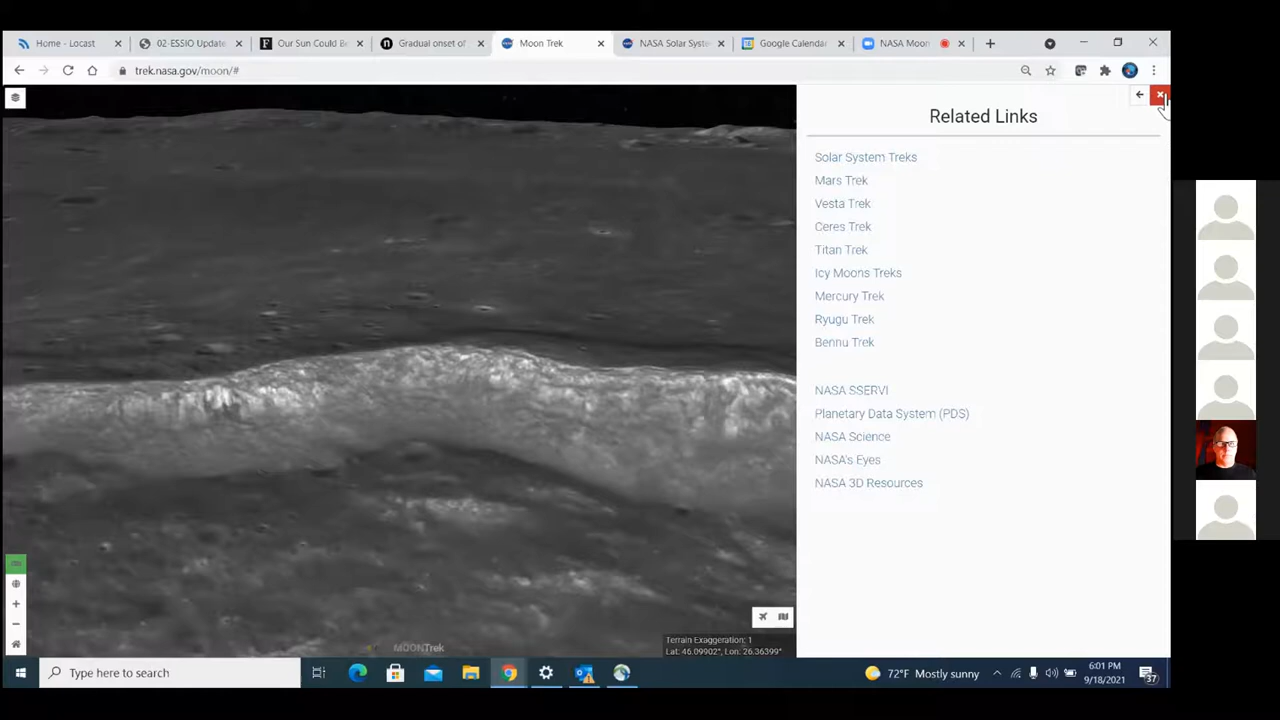 Home - Locast
02-ESSIO Update
Our Sun Could Be
Gradual onset of
Moon Trek
NASA Solar Syste
Google Calendar
NASA Moon
trek.nasa.gov/moon/#
Related Links
Solar System Treks
Mars Trek
Vesta Trek
Ceres Trek
Titan Trek
Icy Moons Treks
Mercury Trek
Ryugu Trek
Bennu Trek
NASA SSERVI
Planetary Data System (PDS)
NASA Science
NASA's Eyes
NASA 3D Resources
MOONTrek
Terrain Exaggeration: 1
Lat: 46.09902°, Lon: 26.36399°
Type here to search
72°F Mostly sunny
6:01 PM
9/18/2021
37